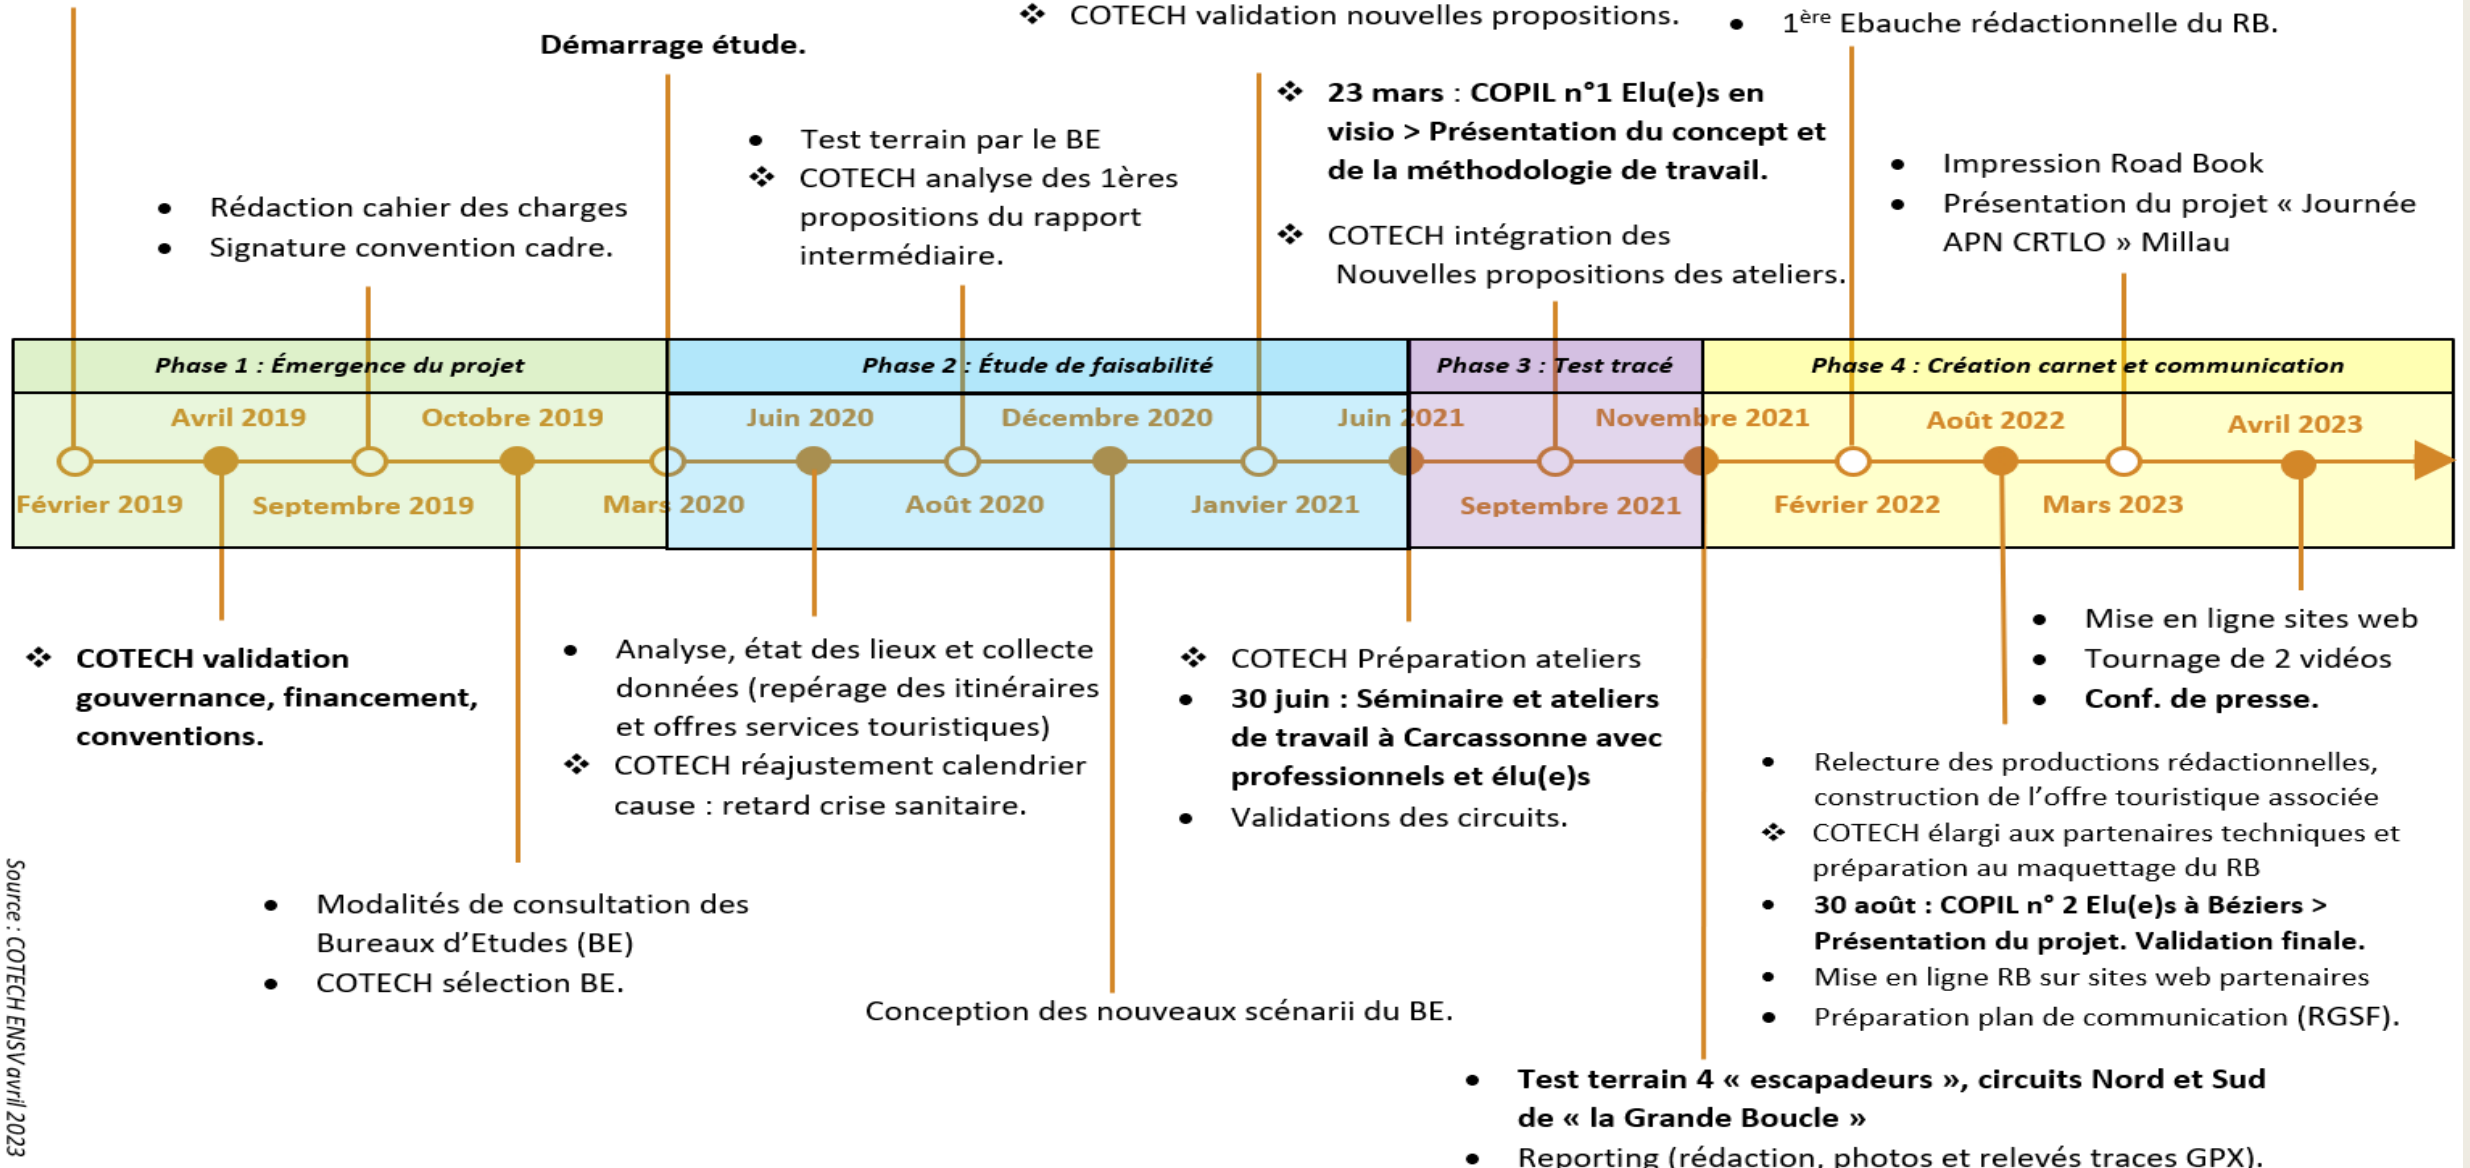 ❖ COTECH validation nouvelles propositions.
• 1ère Ebauche rédactionnelle du RB.
Démarrage étude.
❖ 23 mars : COPIL n°1 Elu(e)s en
visio > Présentation du concept et
de la méthodologie de travail.
• Test terrain par le BE
❖ COTECH analyse des 1ères
propositions du rapport
intermédiaire.
• Impression Road Book
• Présentation du projet « Journée
APN CRTLO » Millau
• Rédaction cahier des charges
• Signature convention cadre.
❖ COTECH intégration des
Nouvelles propositions des ateliers.
Phase 1 : Émergence du projet
Phase 2 : Étude de faisabilité
Phase 3 : Test tracé
Phase 4 : Création carnet et communication
Avril 2019
Octobre 2019
Juin 2020
Décembre 2020
Juin 2021
Novembre 2021
Août 2022
Avril 2023
Février 2019
Septembre 2019
Mars 2020
Août 2020
Janvier 2021
Septembre 2021
Février 2022
Mars 2023
❖ COTECH validation
gouvernance, financement,
conventions.
• Analyse, état des lieux et collecte
données (repérage des itinéraires
et offres services touristiques)
❖ COTECH réajustement calendrier
cause : retard crise sanitaire.
❖ COTECH Préparation ateliers
• 30 juin : Séminaire et ateliers
de travail à Carcassonne avec
professionnels et élu(e)s
• Validations des circuits.
• Mise en ligne sites web
• Tournage de 2 vidéos
• Conf. de presse.
• Relecture des productions rédactionnelles,
construction de l’offre touristique associée
❖ COTECH élargi aux partenaires techniques et
préparation au maquettage du RB
• 30 août : COPIL n° 2 Elu(e)s à Béziers >
Présentation du projet. Validation finale.
• Mise en ligne RB sur sites web partenaires
• Préparation plan de communication (RGSF).
• Modalités de consultation des
Bureaux d’Etudes (BE)
• COTECH sélection BE.
Conception des nouveaux scénarii du BE.
• Test terrain 4 « escapadeurs », circuits Nord et Sud
de « la Grande Boucle »
• Reporting (rédaction, photos et relevés traces GPX).
Source : COTECH ENSV avril 2023